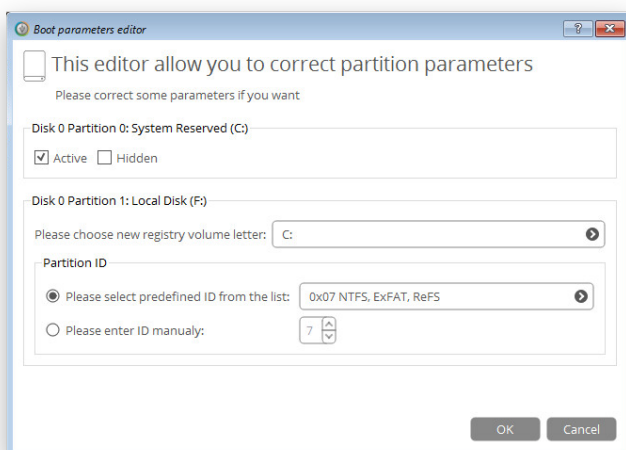 Boot parameters editor
This editor allow you to correct partition parameters
Please correct some parameters if you want
Disk 0 Partition 0: System Reserved (C:)
Active Hidden
Disk 0 Partition 1: Local Disk (F:)
Please choose new registry volume letter: C:
Partition ID
Please select predefined ID from the list: 0x07 NTFS, ExFAT, ReFS
Please enter ID manualy: 7
OK Cancel